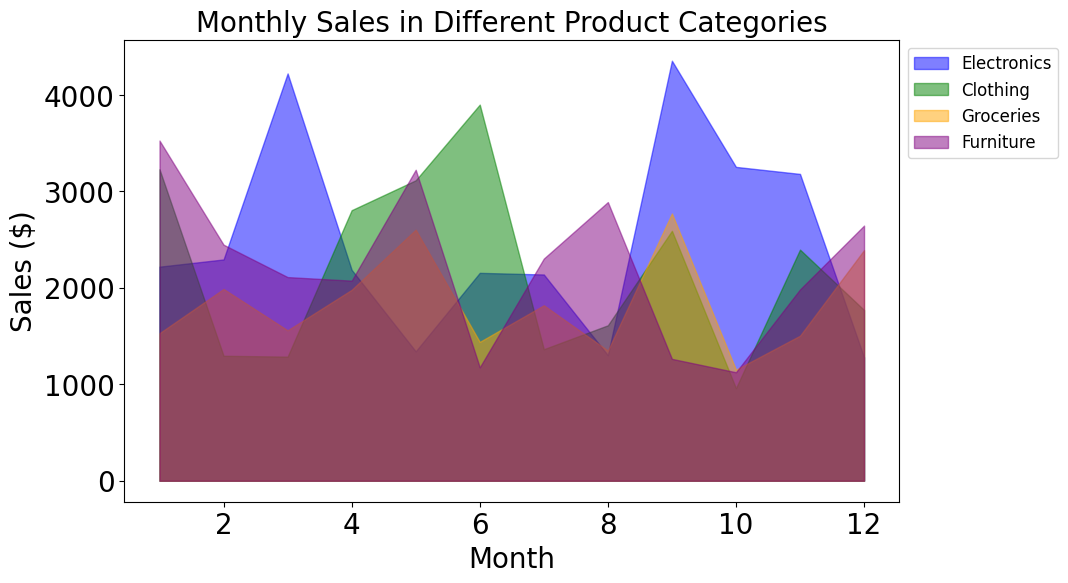 Monthly Sales in Different Product Categories
Electronics
Clothing
Groceries
Furniture
Sales ($)
4000
3000
2000
1000
0
2 4 6 8 10 12
Month